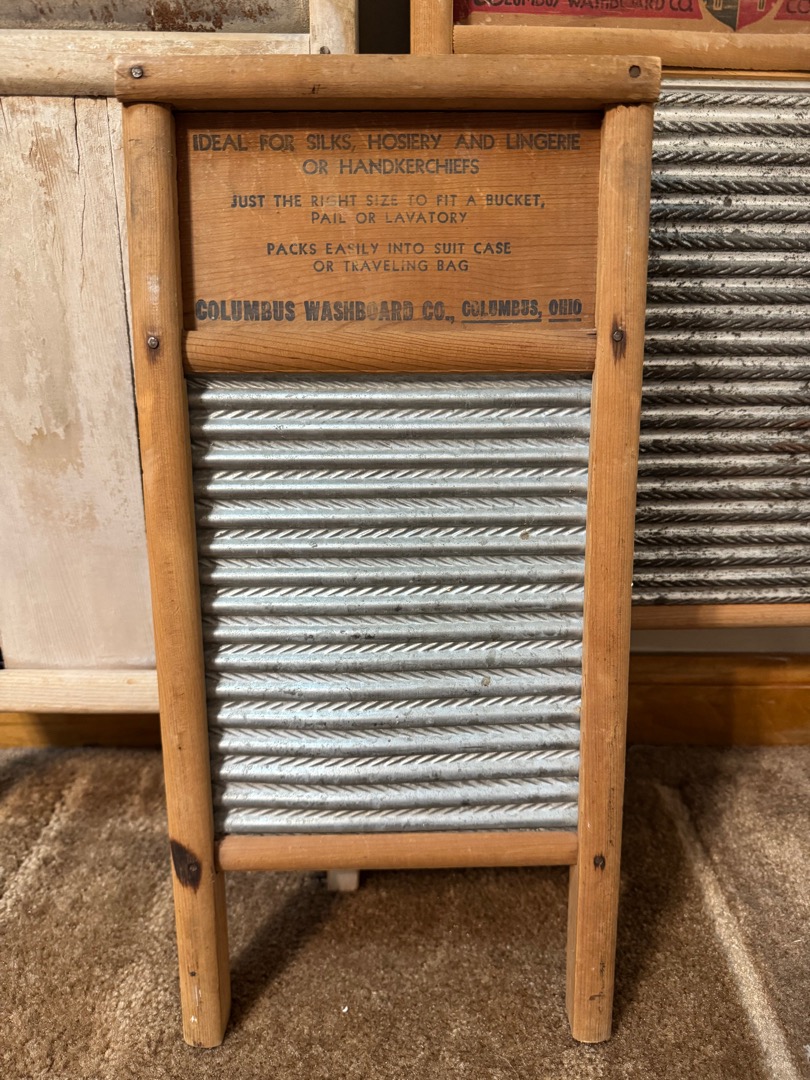 COLUMBUS WASHBOARD CO.
IDEAL FOR SILKS, HOSIERY AND LINGERIE
OR HANDKERCHIEFS
JUST THE RIGHT SIZE TO FIT A BUCKET,
PAIL OR LAVATORY
PACKS EASILY INTO SUIT CASE
OR TRAVELING BAG
COLUMBUS WASHBOARD CO., COLUMBUS, OHIO